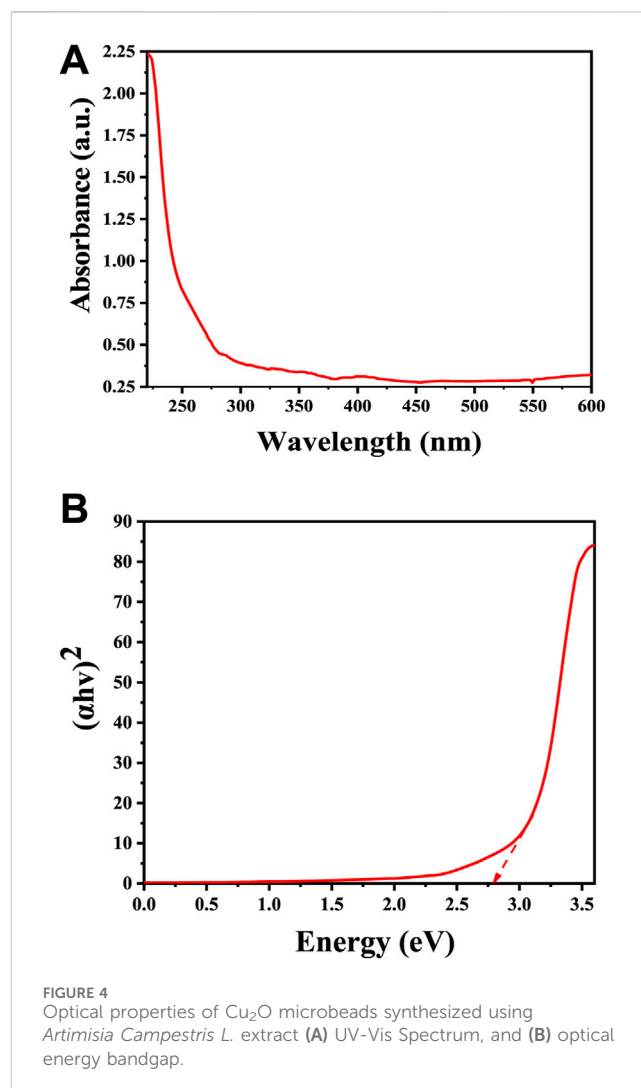 A
Absorbance (a.u.)
2.25
2.00
1.75
1.50
1.25
1.00
0.75
0.50
0.25
250 300 350 400 450 500 550 600
Wavelength (nm)
B
(αhv)²
90
80
70
60
50
40
30
20
10
0
0.0 0.5 1.0 1.5 2.0 2.5 3.0 3.5
Energy (eV)
FIGURE 4
Optical properties of Cu₂O microbeads synthesized using
Artimisia Campestris L. extract (A) UV-Vis Spectrum, and (B) optical
energy bandgap.